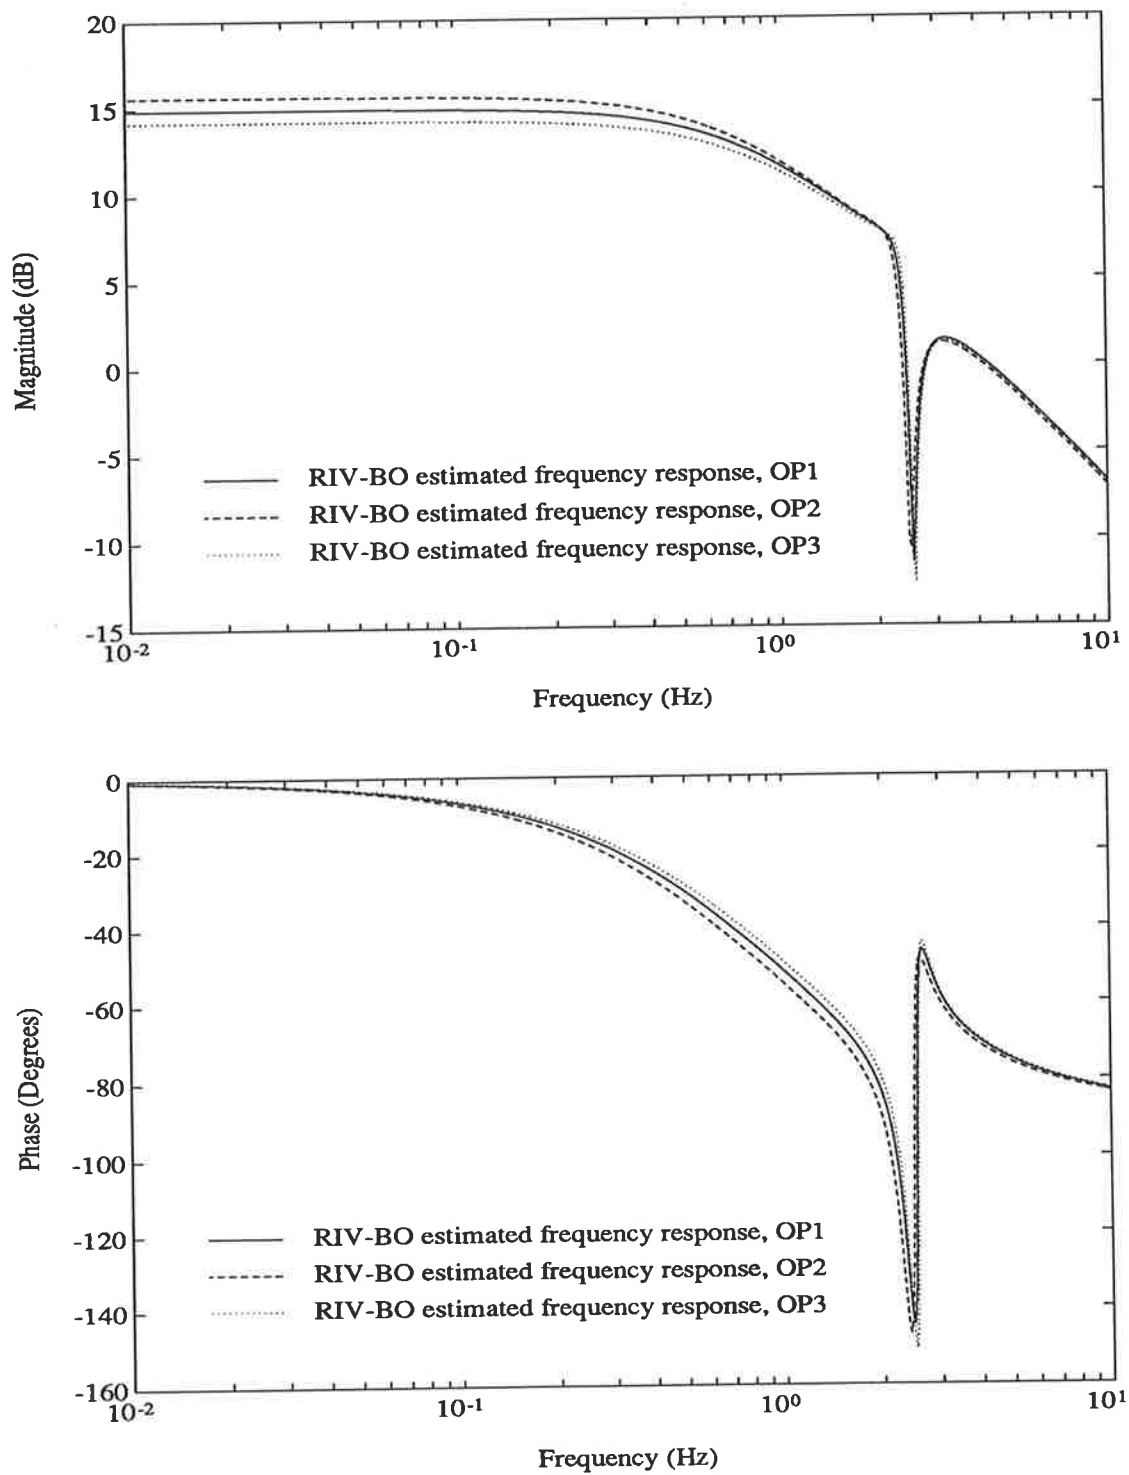 20
15
10
5
0
-5
-10
-15
Magnitude (dB)
RIV-BO estimated frequency response, OP1
RIV-BO estimated frequency response, OP2
RIV-BO estimated frequency response, OP3
10-2
10-1
10⁰
10¹
Frequency (Hz)
0
-20
-40
-60
-80
-100
-120
-140
-160
Phase (Degrees)
RIV-BO estimated frequency response, OP1
RIV-BO estimated frequency response, OP2
RIV-BO estimated frequency response, OP3
10-2
10-1
10⁰
10¹
Frequency (Hz)